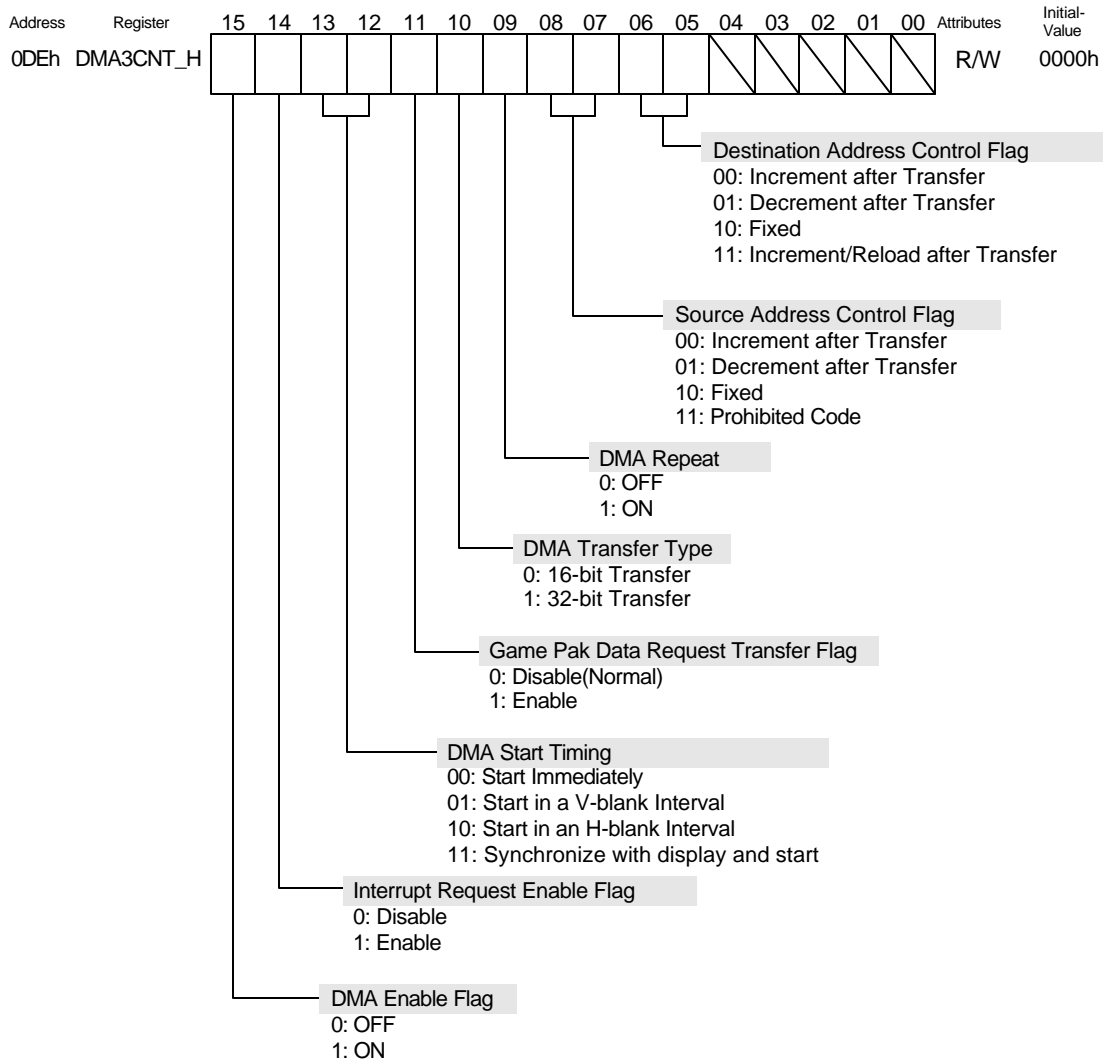 Address Register 15 14 13 12 11 10 09 08 07 06 05 04 03 02 01 00 Attributes Initial-
Value
0DEh DMA3CNT_H R/W 0000h
Destination Address Control Flag
00: Increment after Transfer
01: Decrement after Transfer
10: Fixed
11: Increment/Reload after Transfer
Source Address Control Flag
00: Increment after Transfer
01: Decrement after Transfer
10: Fixed
11: Prohibited Code
DMA Repeat
0: OFF
1: ON
DMA Transfer Type
0: 16-bit Transfer
1: 32-bit Transfer
Game Pak Data Request Transfer Flag
0: Disable(Normal)
1: Enable
DMA Start Timing
00: Start Immediately
01: Start in a V-blank Interval
10: Start in an H-blank Interval
11: Synchronize with display and start
Interrupt Request Enable Flag
0: Disable
1: Enable
DMA Enable Flag
0: OFF
1: ON